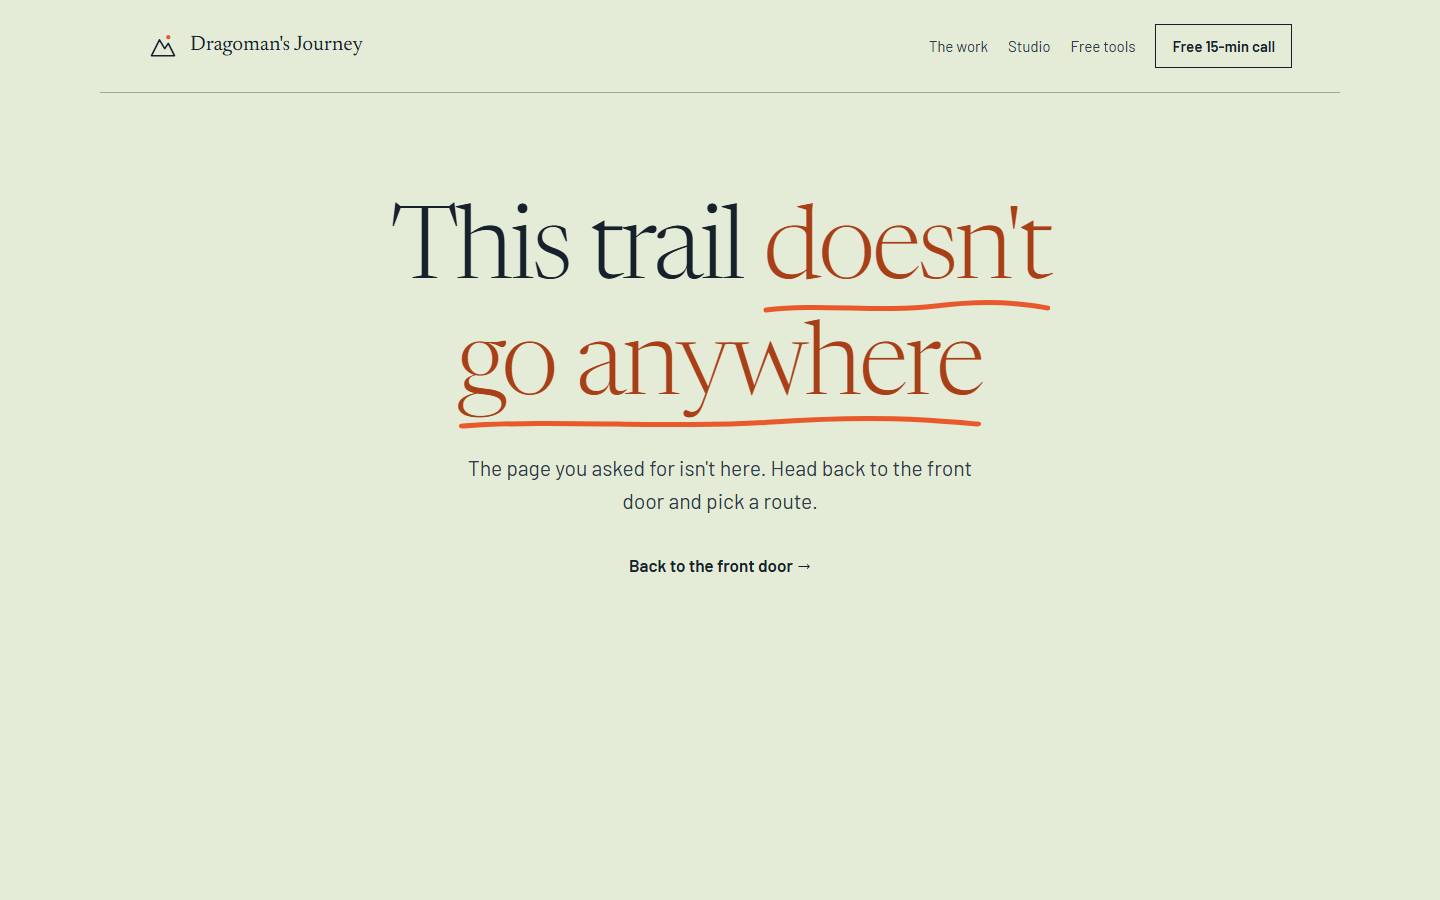 Dragoman's Journey
The work
Studio
Free tools
Free 15-min call
This trail doesn't
go anywhere
The page you asked for isn't here. Head back to the front
door and pick a route.
Back to the front door →